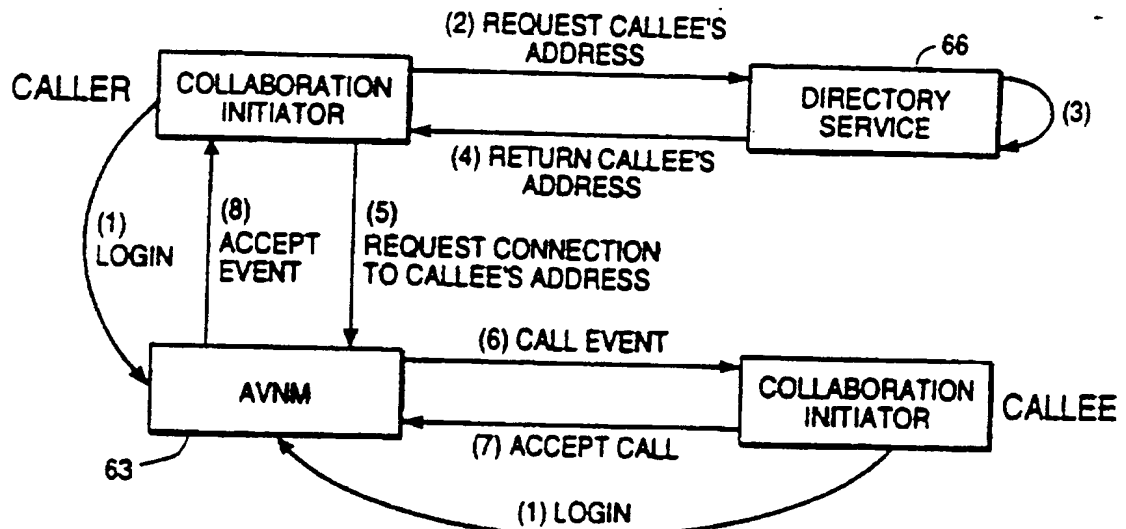 (2) REQUEST CALLEE'S
ADDRESS
66
CALLER
COLLABORATION
INITIATOR
DIRECTORY
SERVICE
(3)
(4) RETURN CALLEE'S
ADDRESS
(1)
LOGIN
(8)
ACCEPT
EVENT
(5)
REQUEST CONNECTION
TO CALLEE'S ADDRESS
(6) CALL EVENT
AVNM
COLLABORATION
INITIATOR
CALLEE
(7) ACCEPT CALL
63
(1) LOGIN